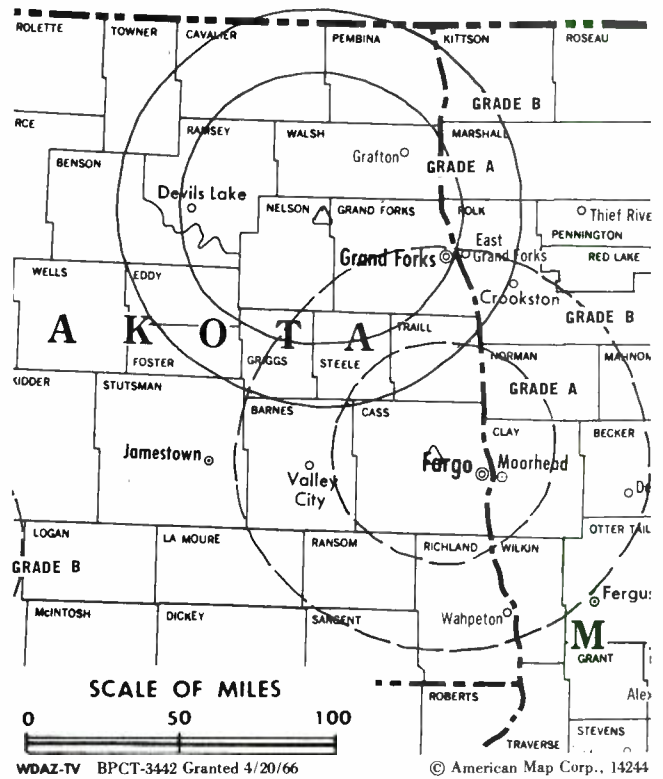 ROLETTE
TOWNER
CAVALIER
PEMBINA
KITTSON
ROSEAU
GRADE B
RCE
RAMSEY
WALSH
MARSHALL
Grafton
GRADE A
BENSON
Devils Lake
NELSON
GRAND FORKS
POLK
Thief Rive
PENNINGTON
East
Grand Forks
Grand Forks
RED LAKE
WELLS
EDDY
Crookston
GRADE B
A K O T A
TRAILL
FOSTER
GRIGGS
STEELE
NORMAN
MAHNOM
KIDDER
STUTSMAN
GRADE A
BARNES
CASS
CLAY
BECKER
Jamestown
Valley
City
Fargo
Moorhead
De
OTTER TAIL
LOGAN
LA MOURE
RANSOM
RICHLAND
WILKIN
GRADE B
Fergus
McINTOSH
DICKEY
SARGENT
Wahpeton
M
GRANT
SCALE OF MILES
ROBERTS
Alex
0 50 100
STEVENS
TRAVERSE
WDAZ-TV BPCT-3442 Granted 4/20/66
© American Map Corp., 14244